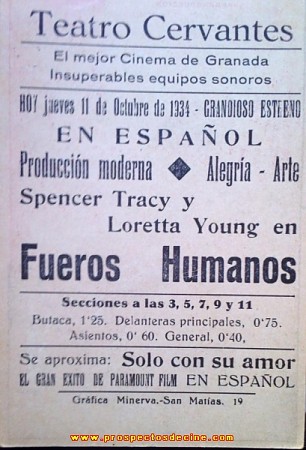 Teatro Cervantes
El mejor Cinema de Granada
Insuperables equipos sonoros
HOY jueves 11 de Octubre de 1934 - GRANDIOSO ESTRENO
EN ESPAÑOL
Producción moderna ◆ Alegría - Arte
Spencer Tracy y
Loretta Young en
Fueros Humanos
Secciones a las 3, 5, 7, 9 y 11
Butaca, 1'25. Delanteras principales, 0'75.
Asientos, 0'60. General, 0'40.
Se aproxima: Solo con su amor
EL GRAN EXITO DE PARAMOUNT FILM EN ESPAÑOL
Gráfica Minerva.-San Matías, 19
www.prospectosdecine.com